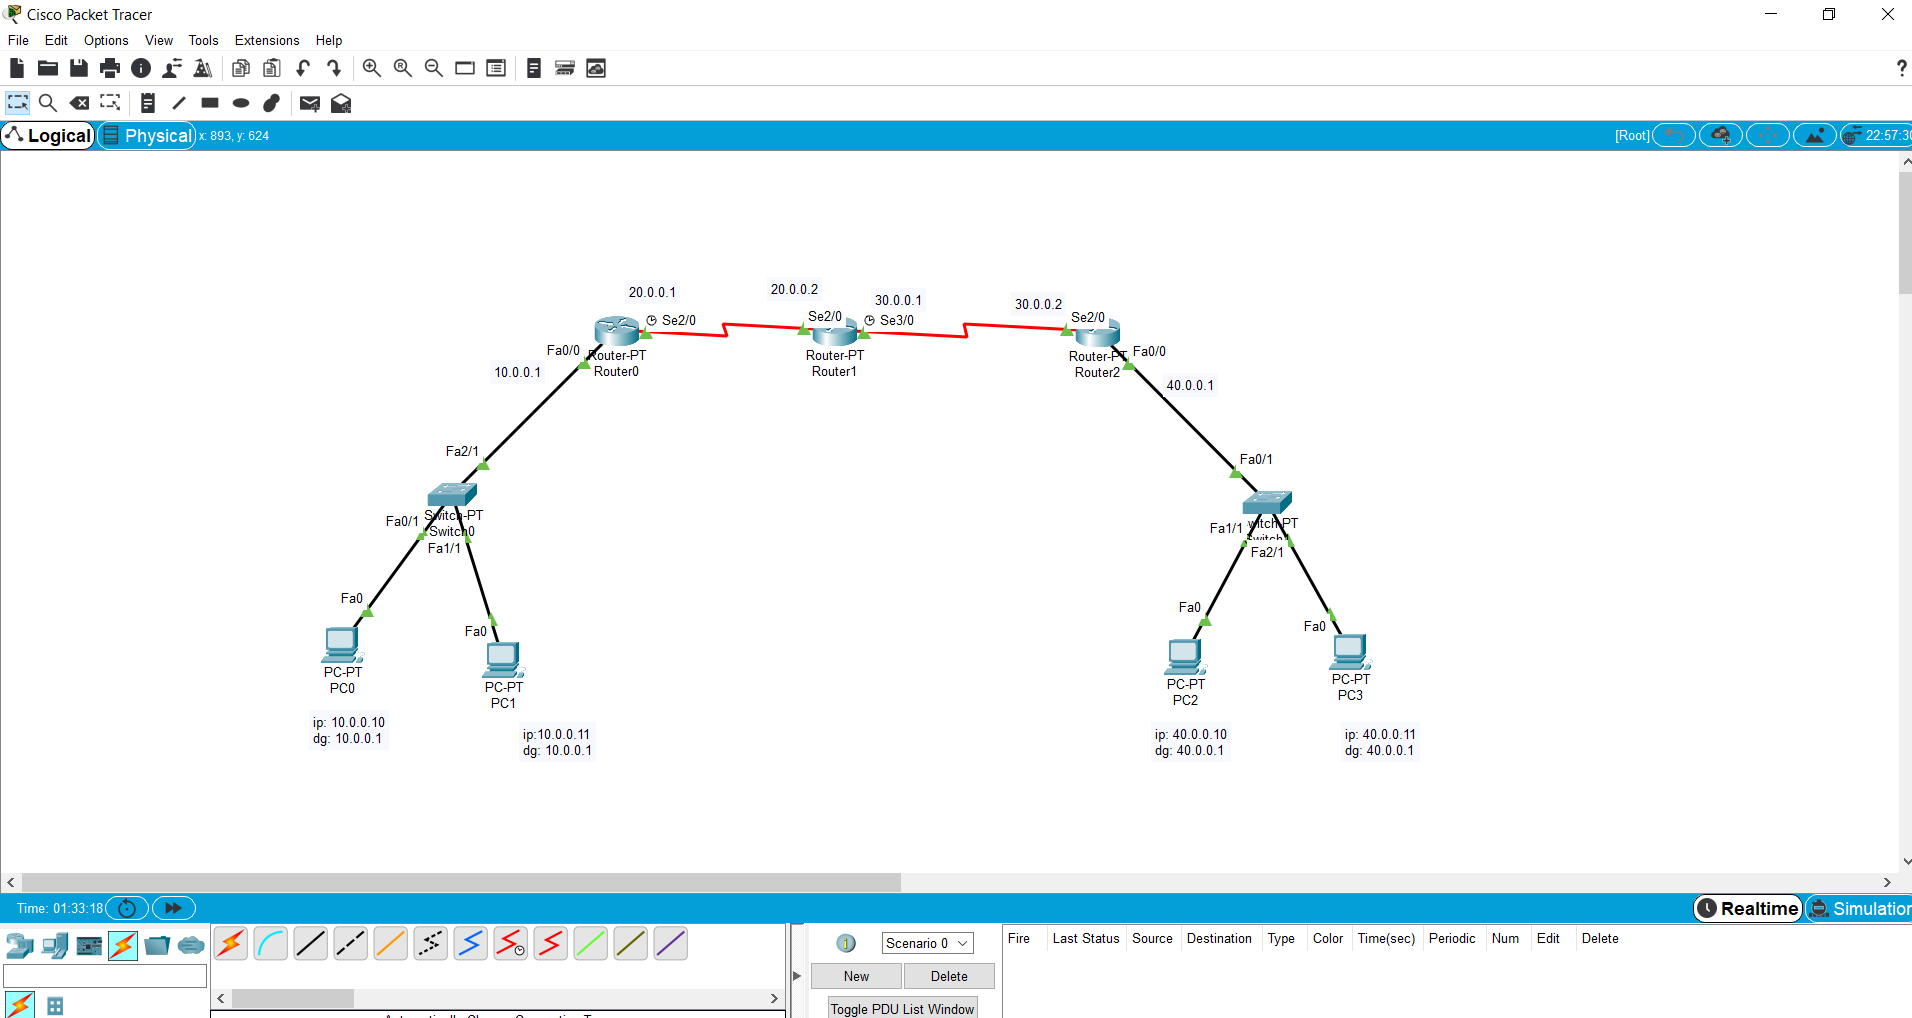 Cisco Packet Tracer
File Edit Options View Tools Extensions Help
?
Logical Physical x: 893, y: 624
[Root] 22:57:30
20.0.0.1
20.0.0.2
30.0.0.1
30.0.0.2
Se2/0
Se2/0
Se3/0
Se2/0
Fa0/0
Router-PT
Router0
Router-PT
Router1
Router-PT
Router2
Fa0/0
10.0.0.1
40.0.0.1
Fa2/1
Fa0/1
Fa0/1
Switch-PT
Switch0
Fa1/1
Fa1/1
witch-PT
Switch1
Fa2/1
Fa0
Fa0
Fa0
Fa0
PC-PT
PC0
PC-PT
PC1
PC-PT
PC2
PC-PT
PC3
ip: 10.0.0.10
dg: 10.0.0.1
ip:10.0.0.11
dg: 10.0.0.1
ip: 40.0.0.10
dg: 40.0.0.1
ip: 40.0.0.11
dg: 40.0.0.1
Time: 01:33:18
Realtime Simulation
Scenario 0
New Delete
Toggle PDU List Window
Fire Last Status Source Destination Type Color Time(sec) Periodic Num Edit Delete